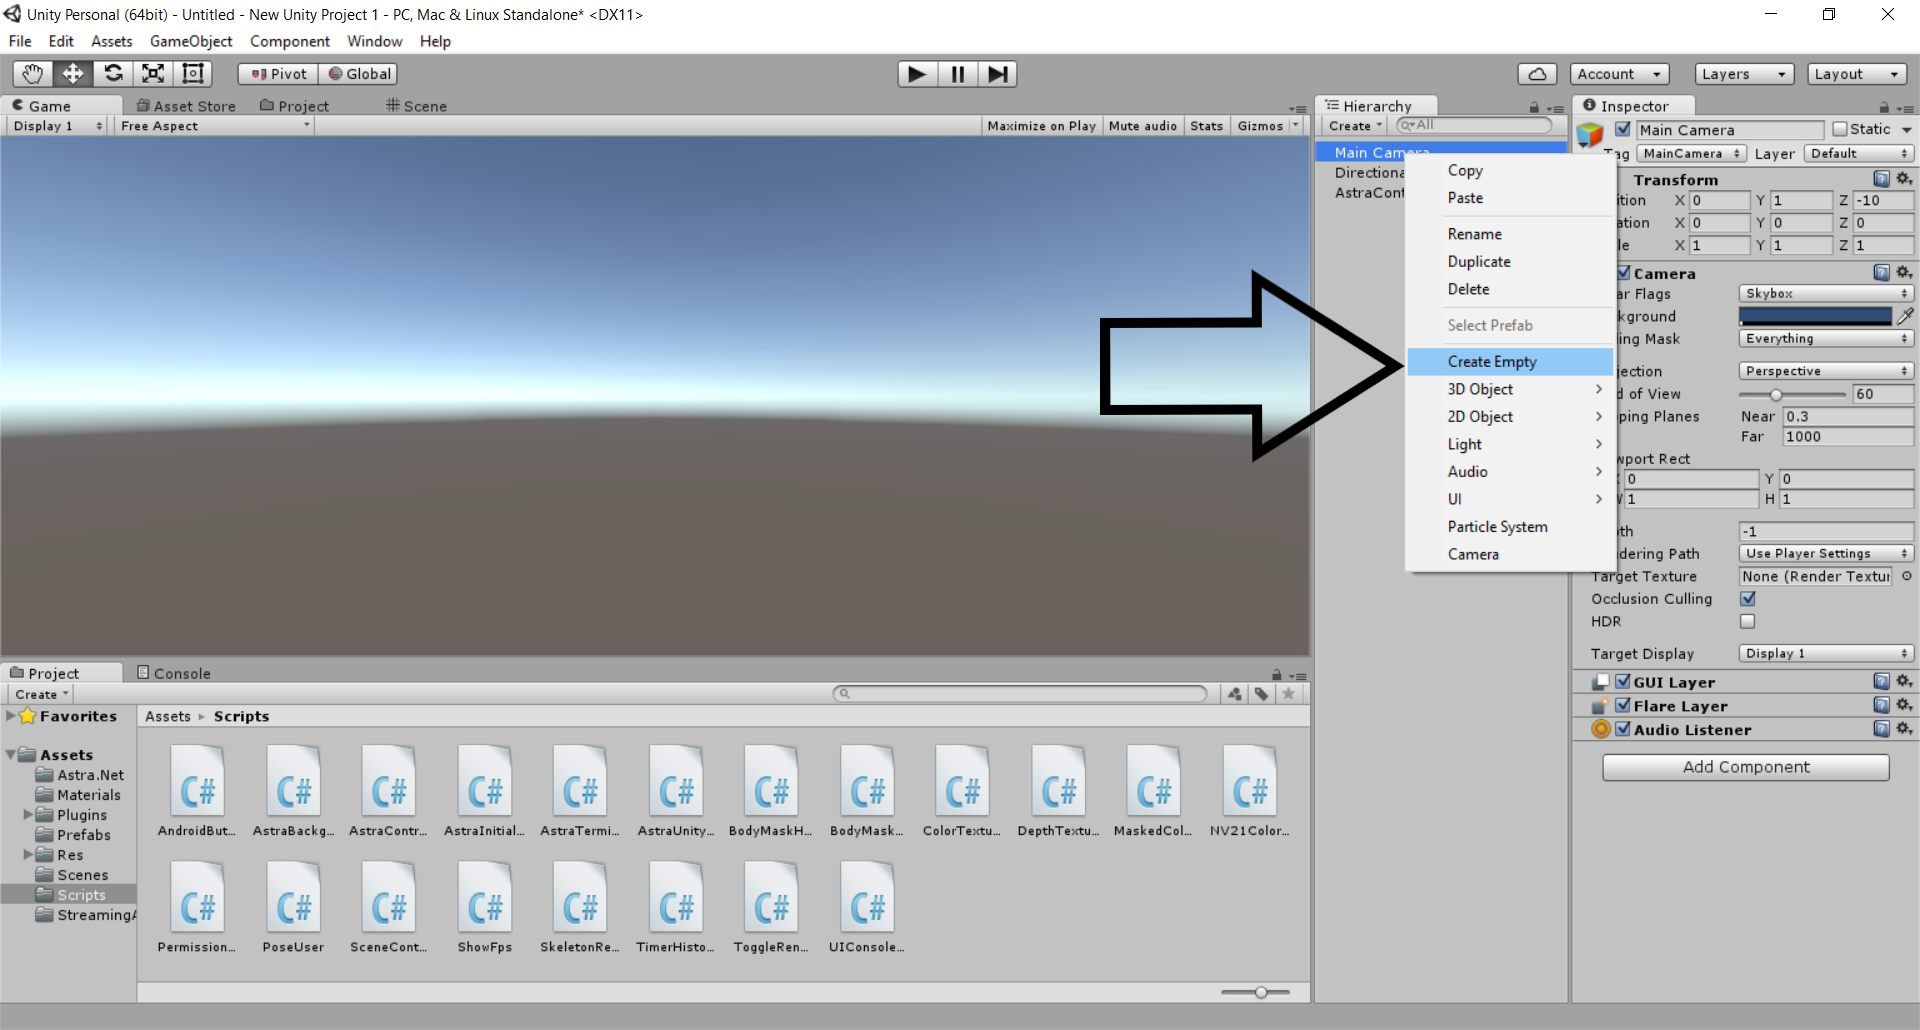 Unity Personal (64bit) - Untitled - New Unity Project 1 - PC, Mac & Linux Standalone* <DX11>
File Edit Assets GameObject Component Window Help
Pivot Global Account Layers Layout
Game Asset Store Project Scene
Display 1 Free Aspect Maximize on Play Mute audio Stats Gizmos
Hierarchy
Create All
Main Camera
Directiona
AstraCont
Copy
Paste
Rename
Duplicate
Delete
Select Prefab
Create Empty
3D Object
2D Object
Light
Audio
UI
Particle System
Camera
Inspector
Main Camera Static
ag MainCamera Layer Default
Transform
ition X 0 Y 1 Z -10
ation X 0 Y 0 Z 0
le X 1 Y 1 Z 1
Camera
ar Flags Skybox
kground
ing Mask Everything
jection Perspective
d of View 60
ping Planes Near 0.3
Far 1000
wport Rect
0 Y 0
W 1 H 1
th -1
dering Path Use Player Settings
Target Texture None (Render Textur
Occlusion Culling
HDR
Target Display Display 1
GUI Layer
Flare Layer
Audio Listener
Add Component
Project Console
Create
Favorites
Assets
Astra.Net
Materials
Plugins
Prefabs
Res
Scenes
Scripts
StreamingA
Assets Scripts
C# C# C# C# C# C# C# C# C# C# C# C#
AndroidBut... AstraBackg... AstraContr... AstraInitial... AstraTermi... AstraUnity... BodyMaskH... BodyMask... ColorTextu... DepthTextu... MaskedCol... NV21Color...
C# C# C# C# C# C# C# C#
Permission... PoseUser SceneCont... ShowFps SkeletonRe... TimerHisto... ToggleRen... UIConsole...